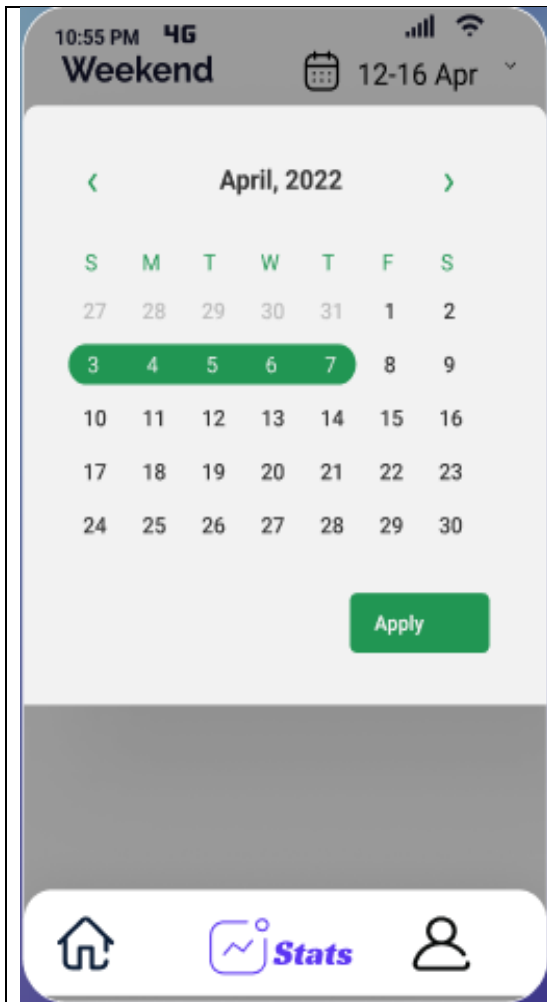 10:55 PM 4G
Weekend 12-16 Apr
April, 2022
S M T W T F S
27 28 29 30 31 1 2
3 4 5 6 7 8 9
10 11 12 13 14 15 16
17 18 19 20 21 22 23
24 25 26 27 28 29 30
Apply
Stats